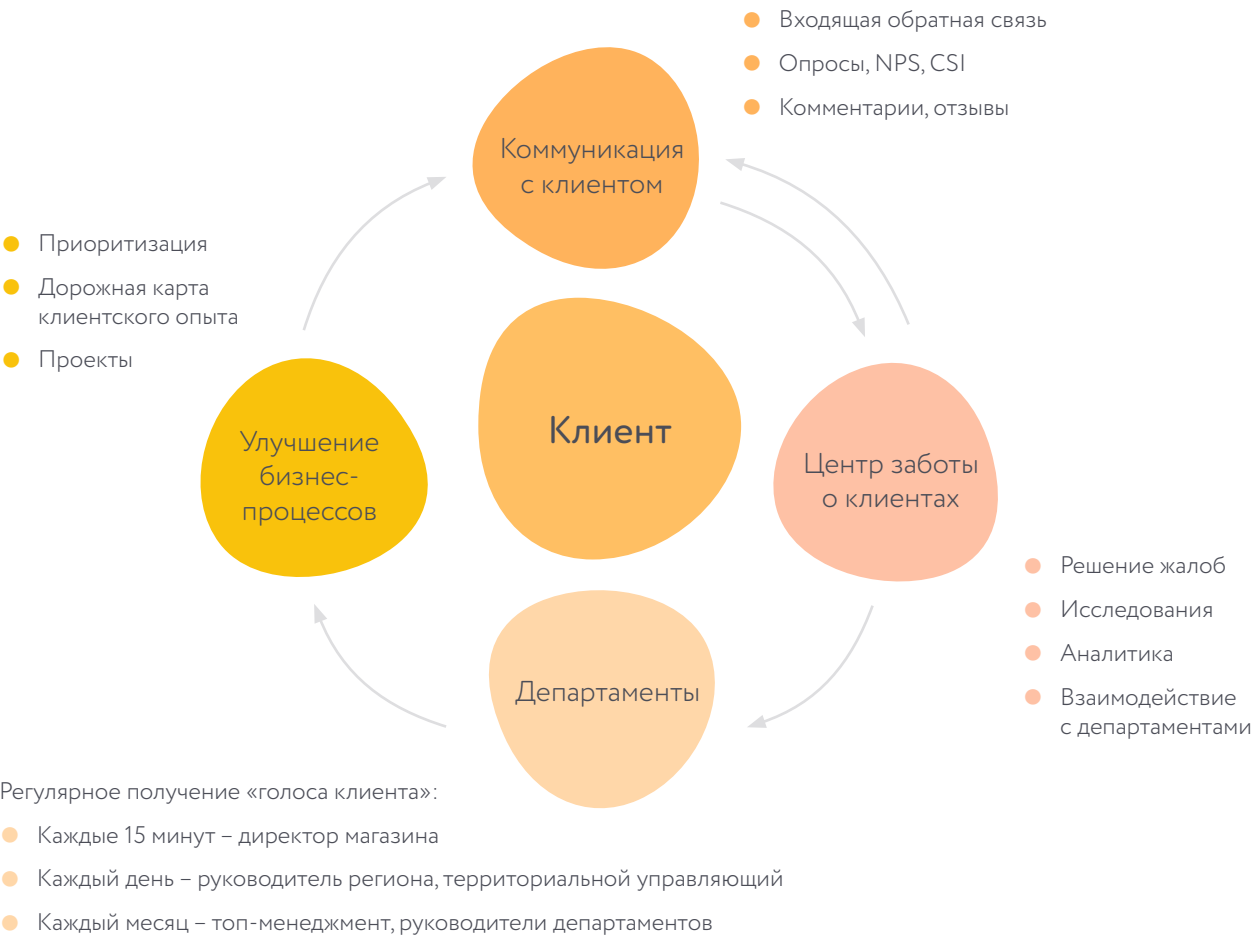 Входящая обратная связь
Опросы, NPS, CSI
Комментарии, отзывы
Коммуникация
с клиентом
Приоритизация
Дорожная карта
клиентского опыта
Проекты
Улучшение
бизнес-
процессов
Клиент
Центр заботы
о клиентах
Решение жалоб
Исследования
Аналитика
Взаимодействие
с департаментами
Департаменты
Регулярное получение «голоса клиента»:
Каждые 15 минут – директор магазина
Каждый день – руководитель региона, территориальной управляющий
Каждый месяц – топ-менеджмент, руководители департаментов